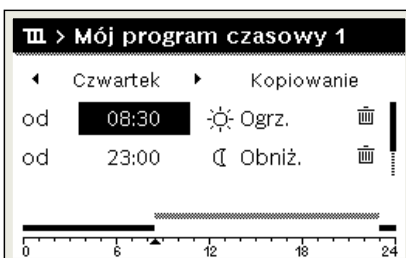 > Mój program czasowy 1
Czwartek Kopiowanie
od 08:30 Ogrz.
od 23:00 Obniż.
0 6 12 18 24